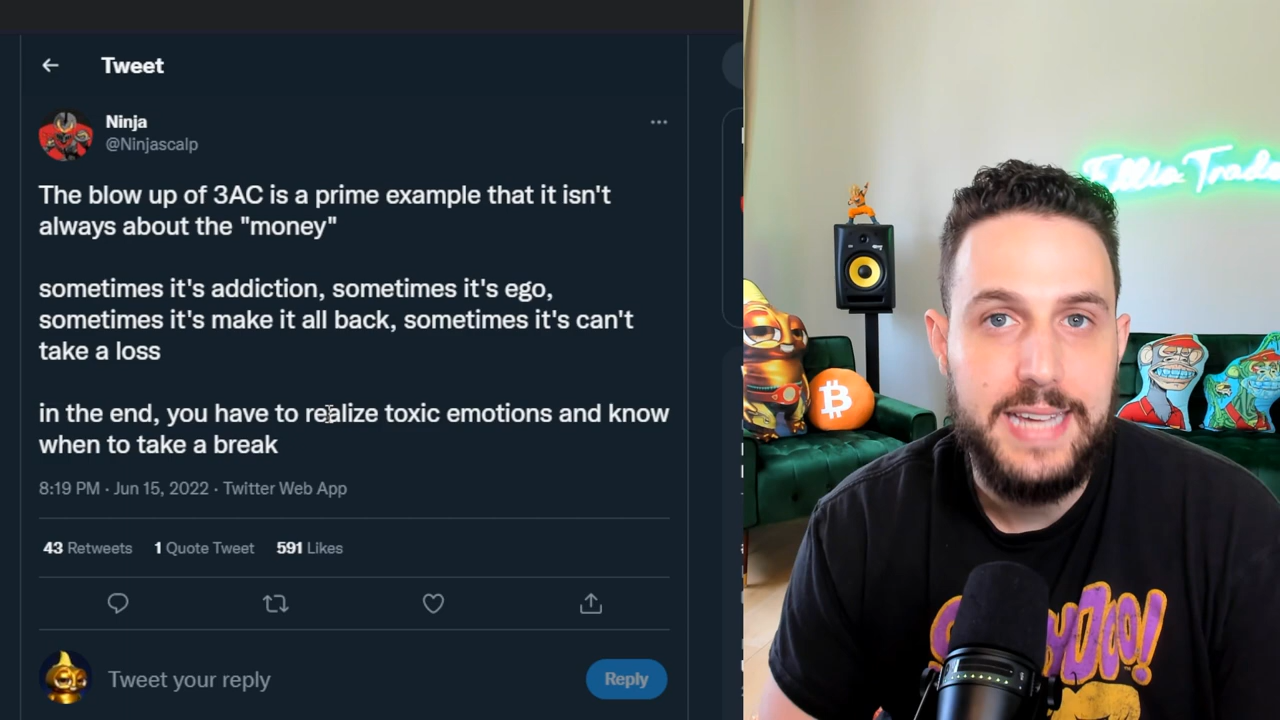 Tweet
Ninja
@Ninjascalp
The blow up of 3AC is a prime example that it isn't
always about the "money"
sometimes it's addiction, sometimes it's ego,
sometimes it's make it all back, sometimes it's can't
take a loss
in the end, you have to realize toxic emotions and know
when to take a break
8:19 PM · Jun 15, 2022 · Twitter Web App
43 Retweets 1 Quote Tweet 591 Likes
Tweet your reply
Reply